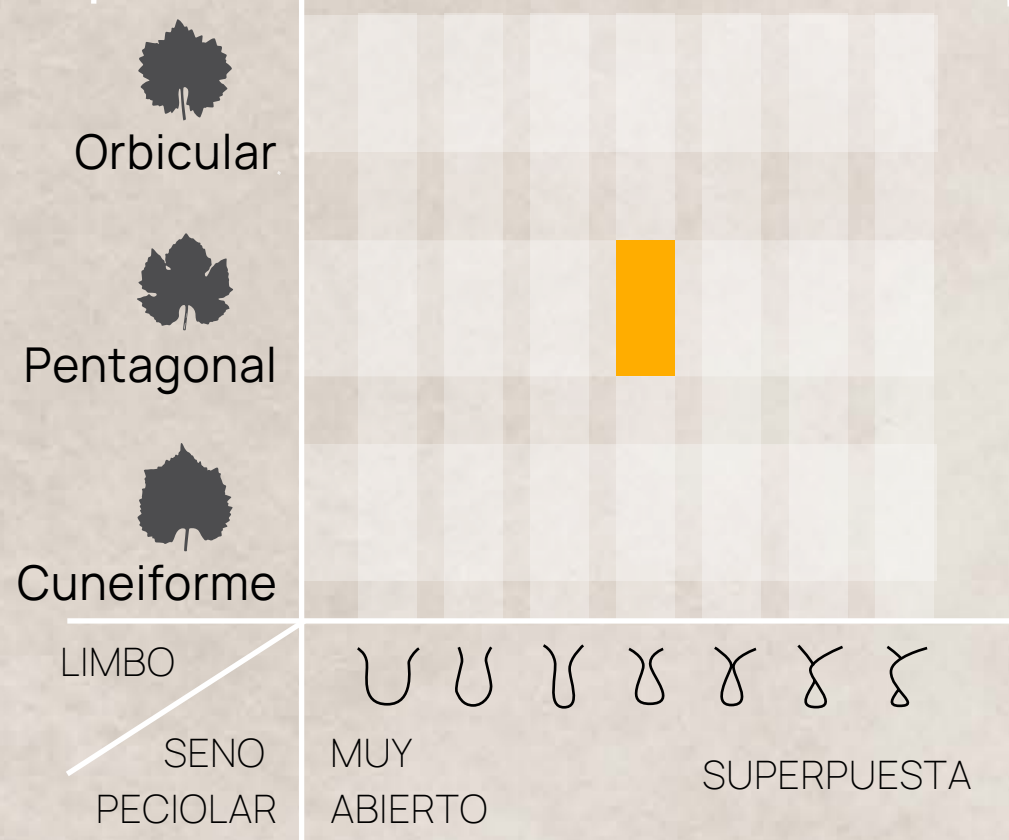 Orbicular
Pentagonal
Cuneiforme
LIMBO
SENO
PECIOLAR
MUY
ABIERTO
SUPERPUESTA